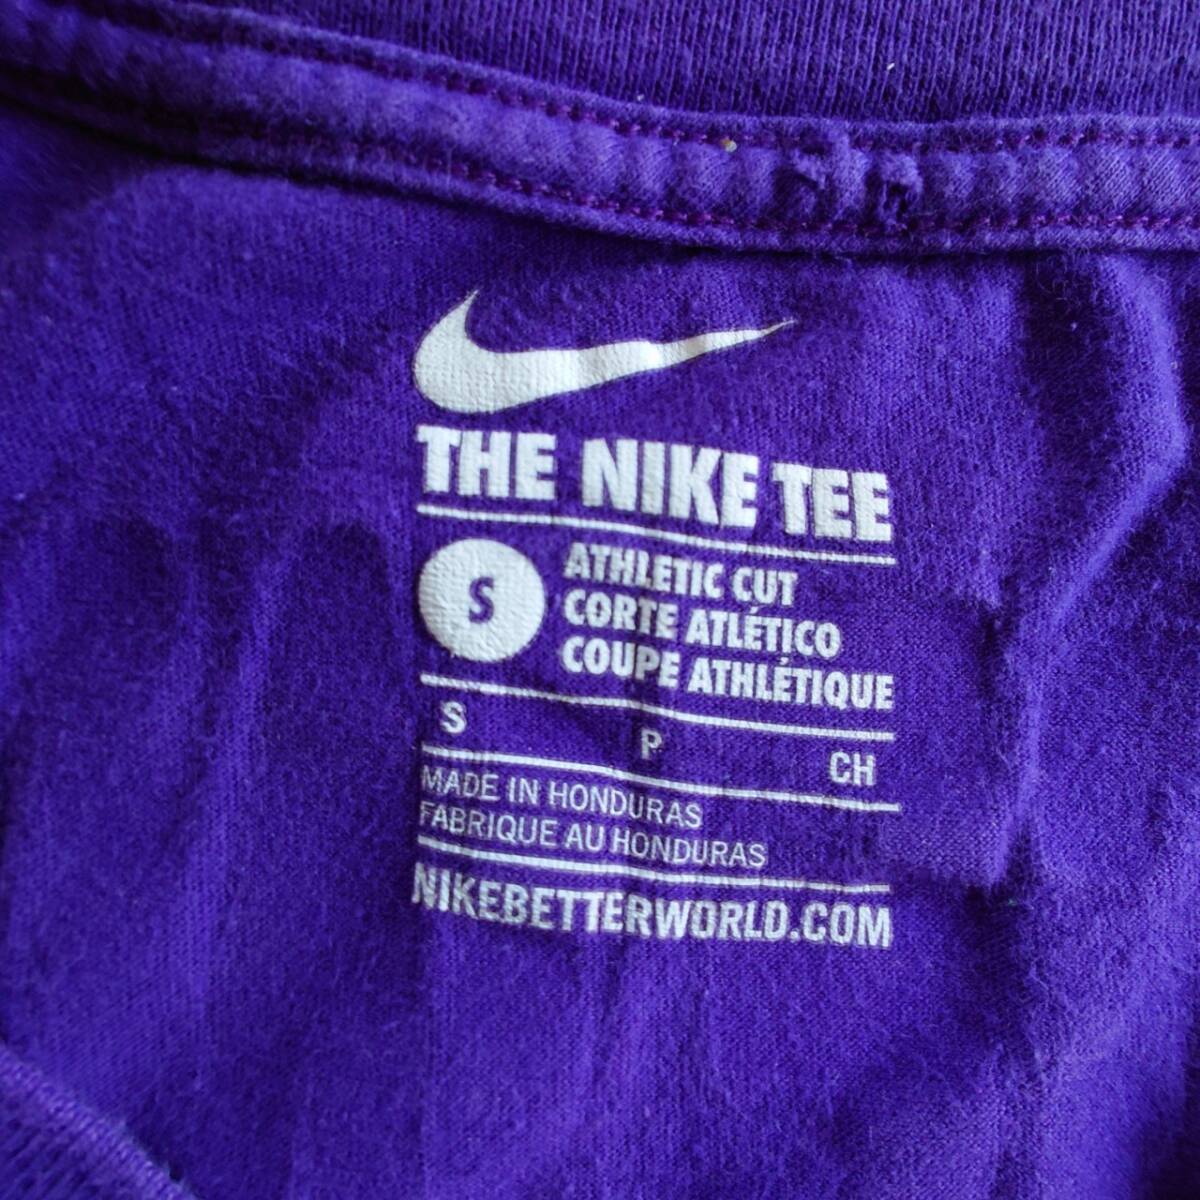 THE NIKE TEE
S
ATHLETIC CUT
CORTE ATLÉTICO
COUPE ATHLÉTIQUE
S P CH
MADE IN HONDURAS
FABRIQUE AU HONDURAS
NIKEBETTERWORLD.COM